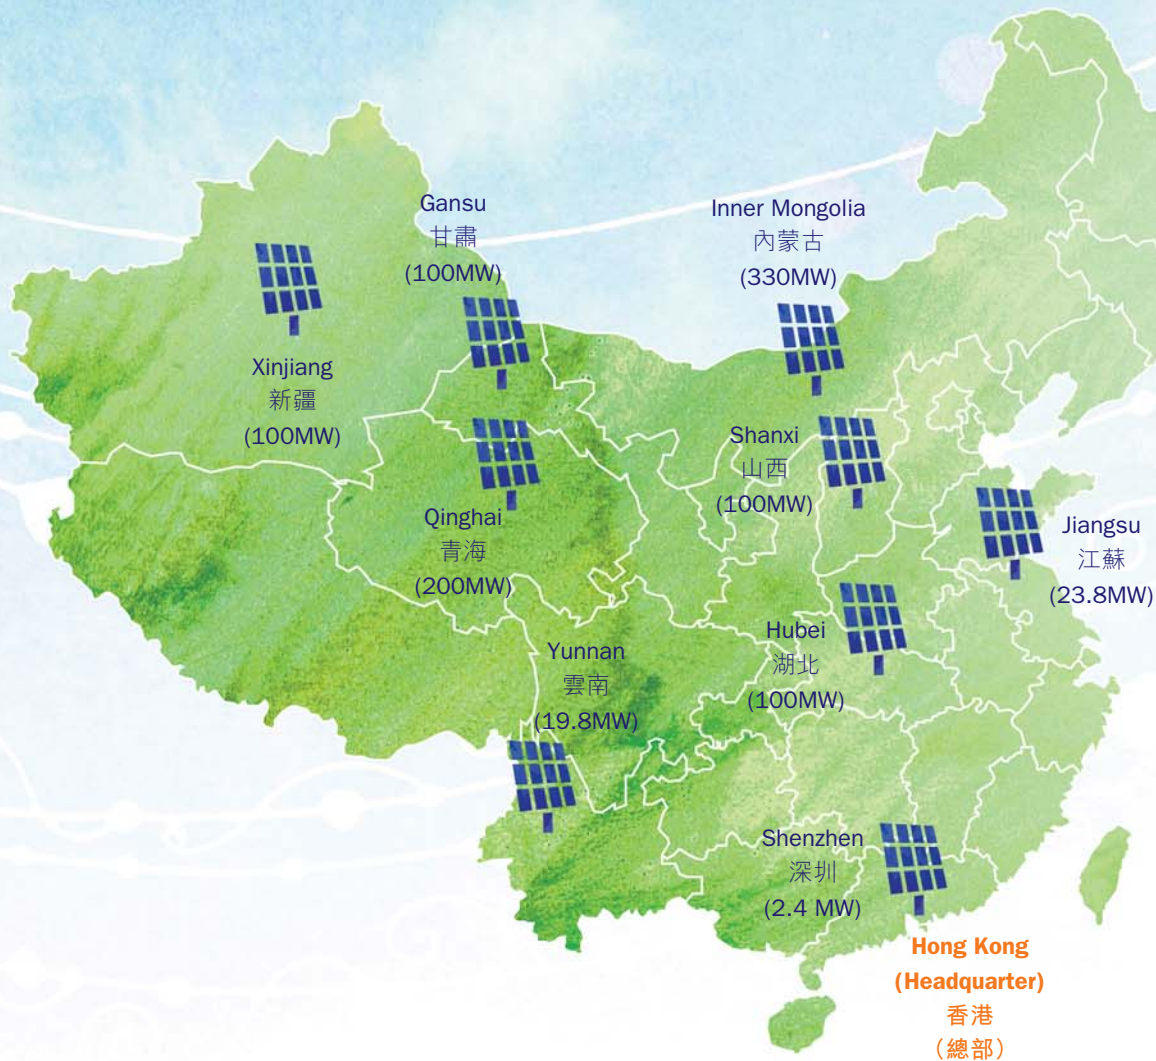 Gansu
甘肅
(100MW)
Inner Mongolia
內蒙古
(330MW)
Xinjiang
新疆
(100MW)
Shanxi
山西
(100MW)
Qinghai
青海
(200MW)
Jiangsu
江蘇
(23.8MW)
Hubei
湖北
(100MW)
Yunnan
雲南
(19.8MW)
Shenzhen
深圳
(2.4 MW)
Hong Kong
(Headquarter)
香港
（總部）